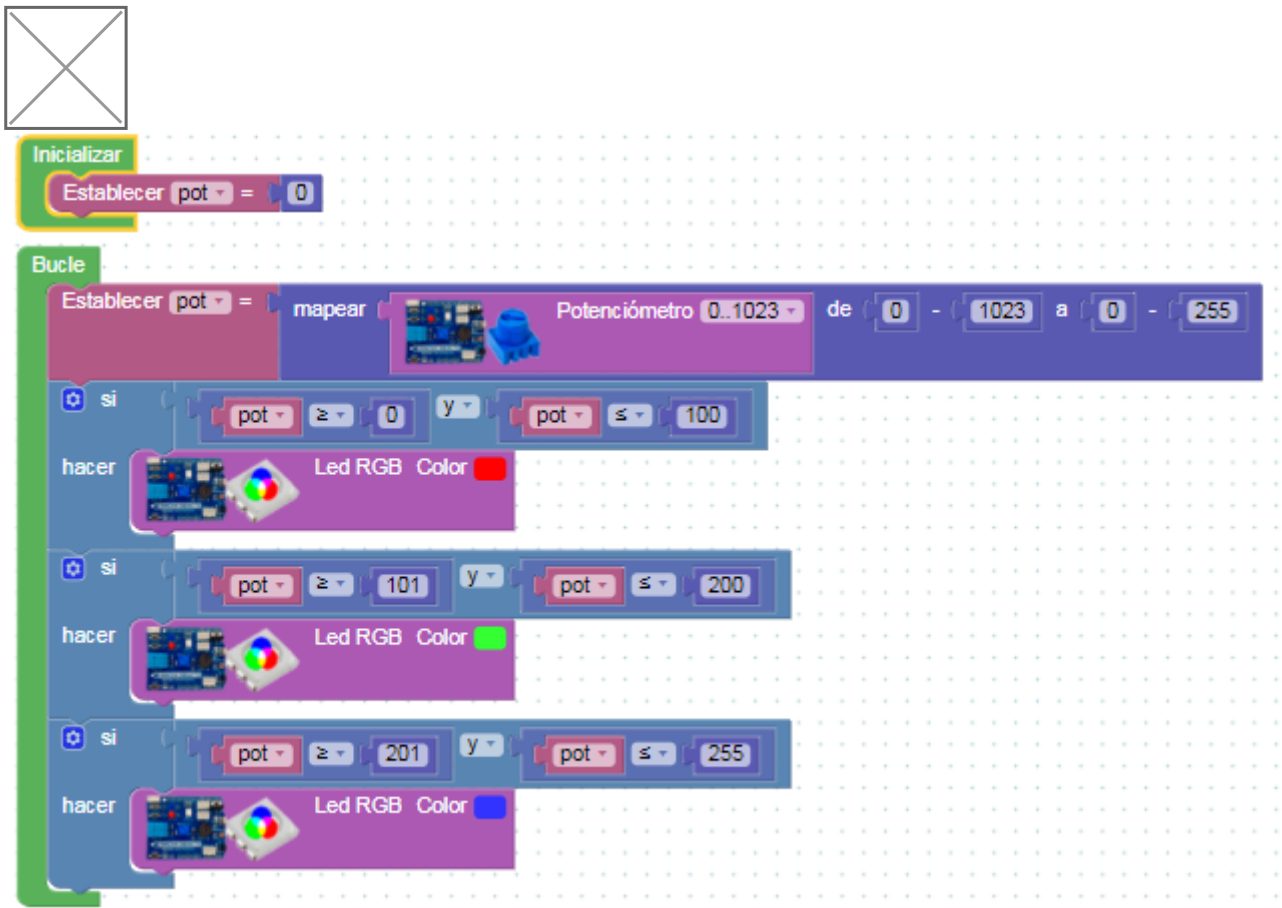 Inicializar
Establecer pot = 0
Bucle
Establecer pot = mapear Potenciómetro 0..1023 de 0 - 1023 a 0 - 255
si pot ≥ 0 y pot ≤ 100
hacer Led RGB Color
si pot ≥ 101 y pot ≤ 200
hacer Led RGB Color
si pot ≥ 201 y pot ≤ 255
hacer Led RGB Color